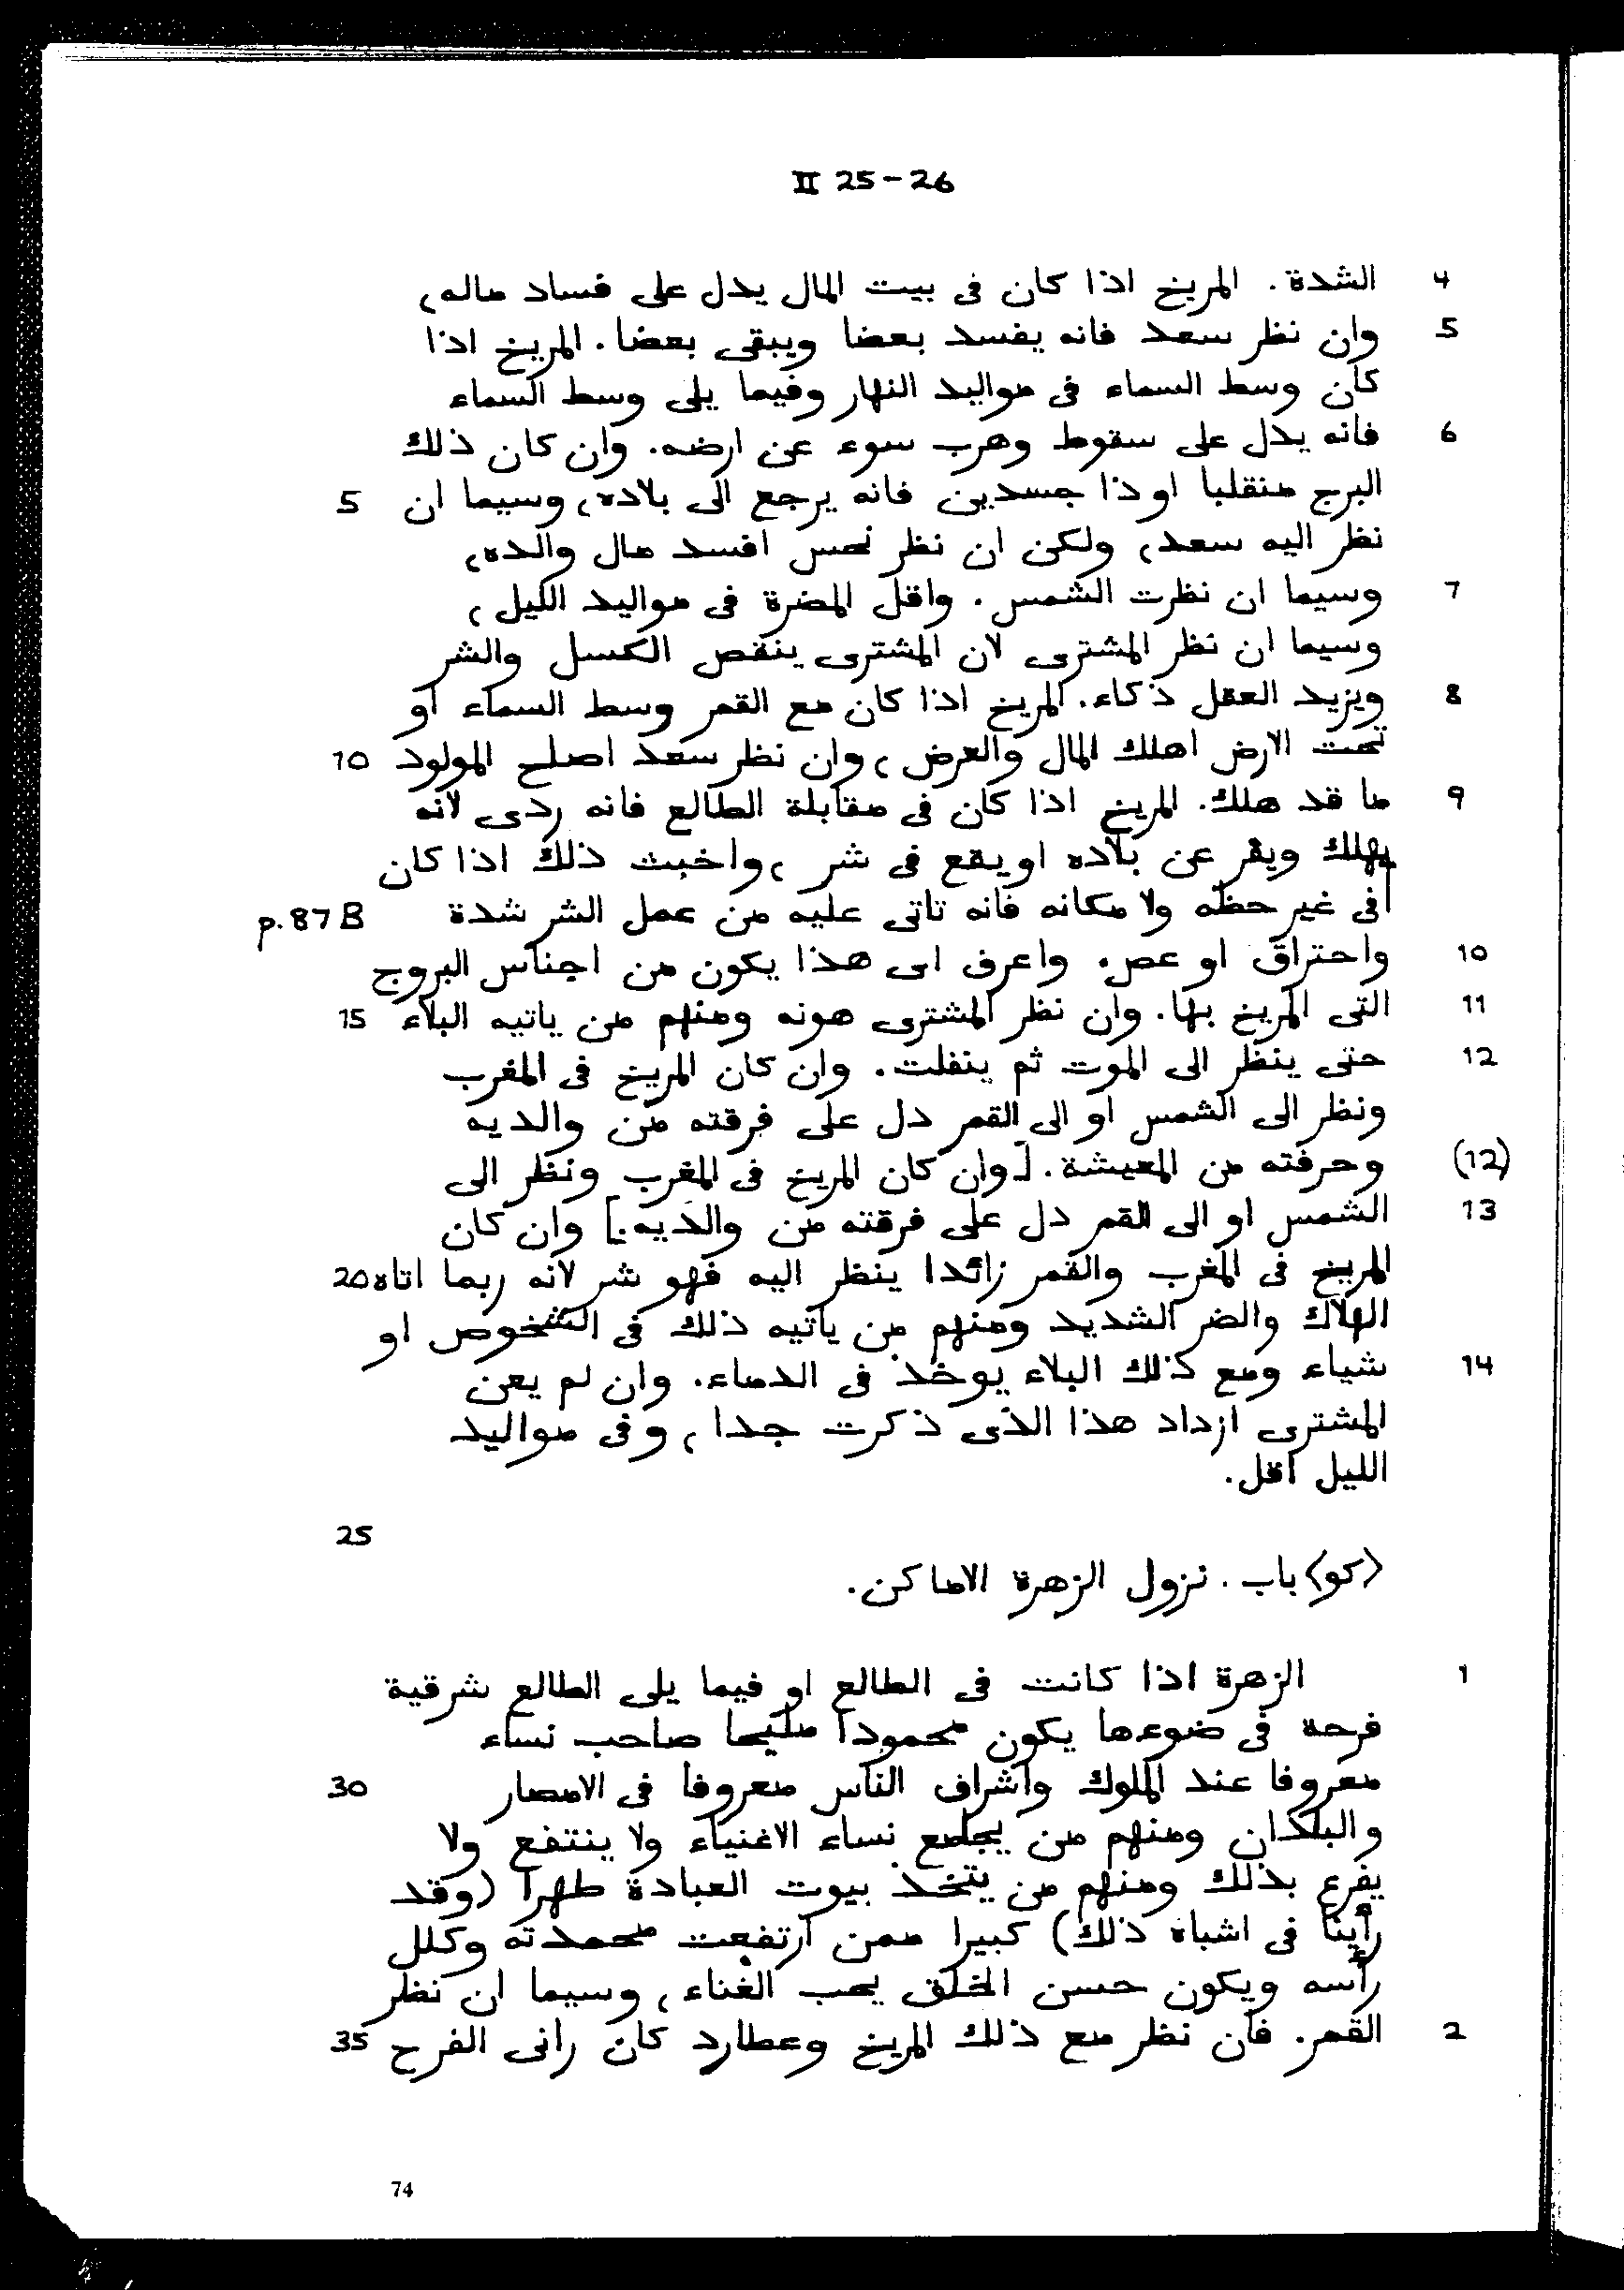 II 25-26
4 الشدة . المريخ اذا كان فى بيت المال يدل على فساد ماله ،
5 وان نظر سعد فانه يفسد بعضا ويبقى بعضا . المريخ اذا
كان وسط السماء فى مواليد النهار وفيما يلى وسط السماء
6 فانه يدل على سقوط وهرب سوء عن ارضه . وان كان ذلك
البرج منقلبا او ذا جسدين فانه يرجع الى بلاده ، وسيما ان 5
نظر اليه سعد ، ولكن ان نظر نحس افسد مال والده ،
7 وسيما ان نظرت الشمس . واقل المضرة فى مواليد الليل ،
وسيما ان نظر المشترى لان المشترى ينقص الكسل والشر
8 ويزيد العقل ذكاء . المريخ اذا كان مع القمر وسط السماء او
تحت الارض اهلك المال والعرض ، وان نظر سعد اصلح المولود 10
9 ما قد هلك . المريخ اذا كان فى مقابلة الطالع فانه ردى لانه
يهلك ويفر عن بلاده او يقع فى شر ، واخبث ذلك اذا كان
فى غير حظه ولا مكانه فانه تاتى عليه من عمل الشر شدة p. 87 B
10 واحتراق او عص . واعرف اى هذا يكون من اجناس البروج
11 التى المريخ بها . وان نظر المشترى هونه ومنهم من ياتيه البلاء 15
12 حتى ينظر الى الموت ثم ينفلت . وان كان المريخ فى المغرب
ونظر الى الشمس او الى القمر دل على فرقته من والديه
(12) وحرفته من المعيشة . [ وان كان المريخ فى المغرب ونظر الى
13 الشمس او الى القمر دل على فرقته من والديه . ] وان كان
المريخ فى المغرب والقمر زائدا ينظر اليه فهو شر لانه ربما اتاه 20
الهلاك والضر الشديد ومنهم من ياتيه ذلك فى الشخوص او
14 شياء ومع ذلك البلاء يوخذ فى الدماء . وان لم يعن
المشترى ازداد هذا الذى ذكرت جدا ، وفى مواليد
الليل اقل .
25
<كو> باب . نزول الزهرة الاماكن .
1 الزهرة اذا كانت فى الطالع او فيما يلى الطالع شرقية
فرحة فى ضوءها يكون محمودا مليحا صاحب نساء
معروفا عند الملوك واشراف الناس معروفا فى الامصار 30
والبلدان ومنهم من يجامع نساء الاغنياء ولا ينتفع ولا
يفرع بذلك ومنهم من يتخذ بيوت العبادة طهرا ( وقد
رأينا فى اشباه ذلك ) كبيرا ممن ارتفعت محمدته وكلل
رأسه ويكون حسن الخلق يحب الغناء ، وسيما ان نظر
2 القمر . فان نظر مع ذلك المريخ وعطارد كان رانى الفرح 35
74